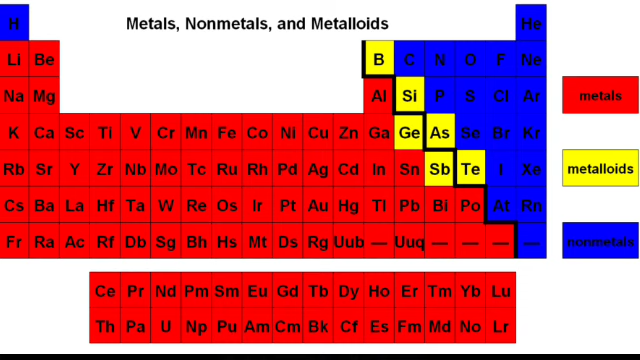 Metals, Nonmetals, and Metalloids
H He
Li Be B C N O F Ne
Na Mg Al Si P S Cl Ar
K Ca Sc Ti V Cr Mn Fe Co Ni Cu Zn Ga Ge As Se Br Kr
Rb Sr Y Zr Nb Mo Tc Ru Rh Pd Ag Cd In Sn Sb Te I Xe
Cs Ba La Hf Ta W Re Os Ir Pt Au Hg Tl Pb Bi Po At Rn
Fr Ra Ac Rf Db Sg Bh Hs Mt Ds Rg Uub — Uuq — — — —
Ce Pr Nd Pm Sm Eu Gd Tb Dy Ho Er Tm Yb Lu
Th Pa U Np Pu Am Cm Bk Cf Es Fm Md No Lr
metals
metalloids
nonmetals